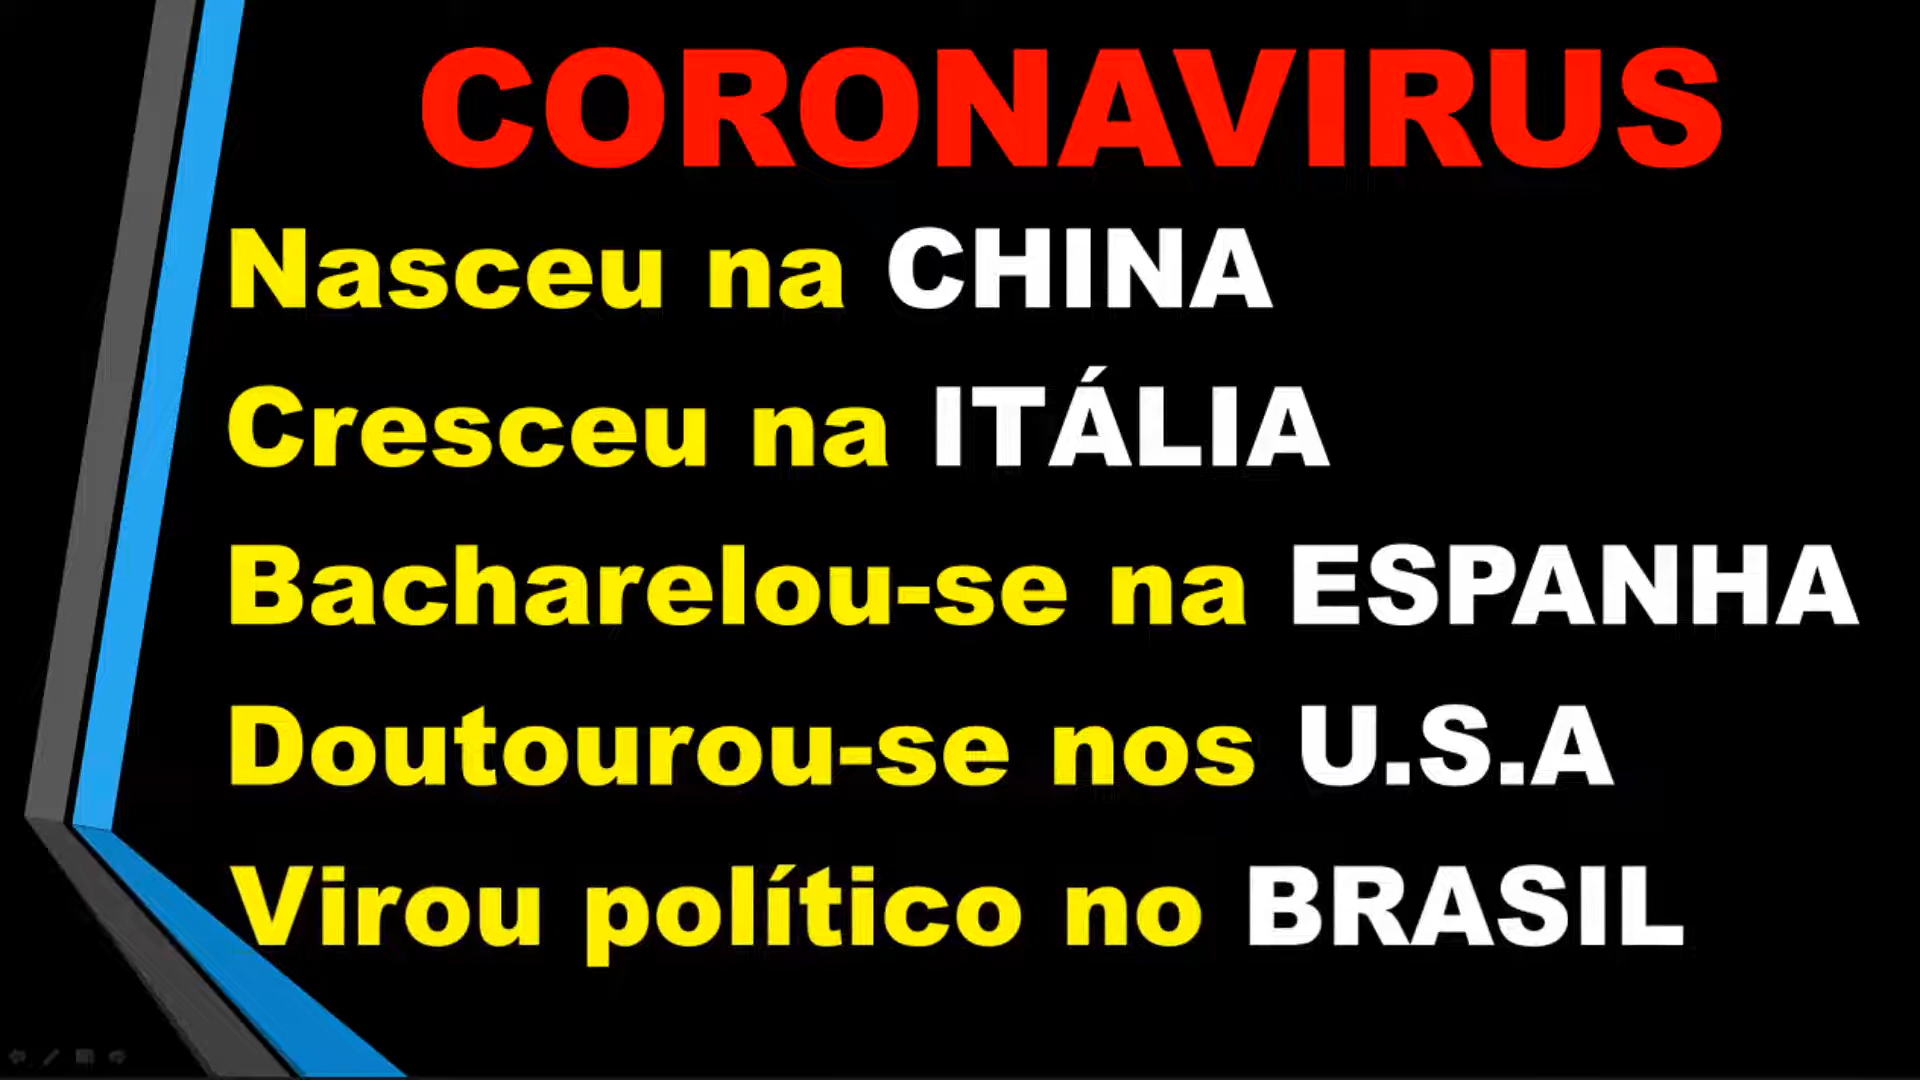 CORONAVIRUS
Nasceu na CHINA
Cresceu na ITÁLIA
Bacharelou-se na ESPANHA
Doutourou-se nos U.S.A
Virou político no BRASIL